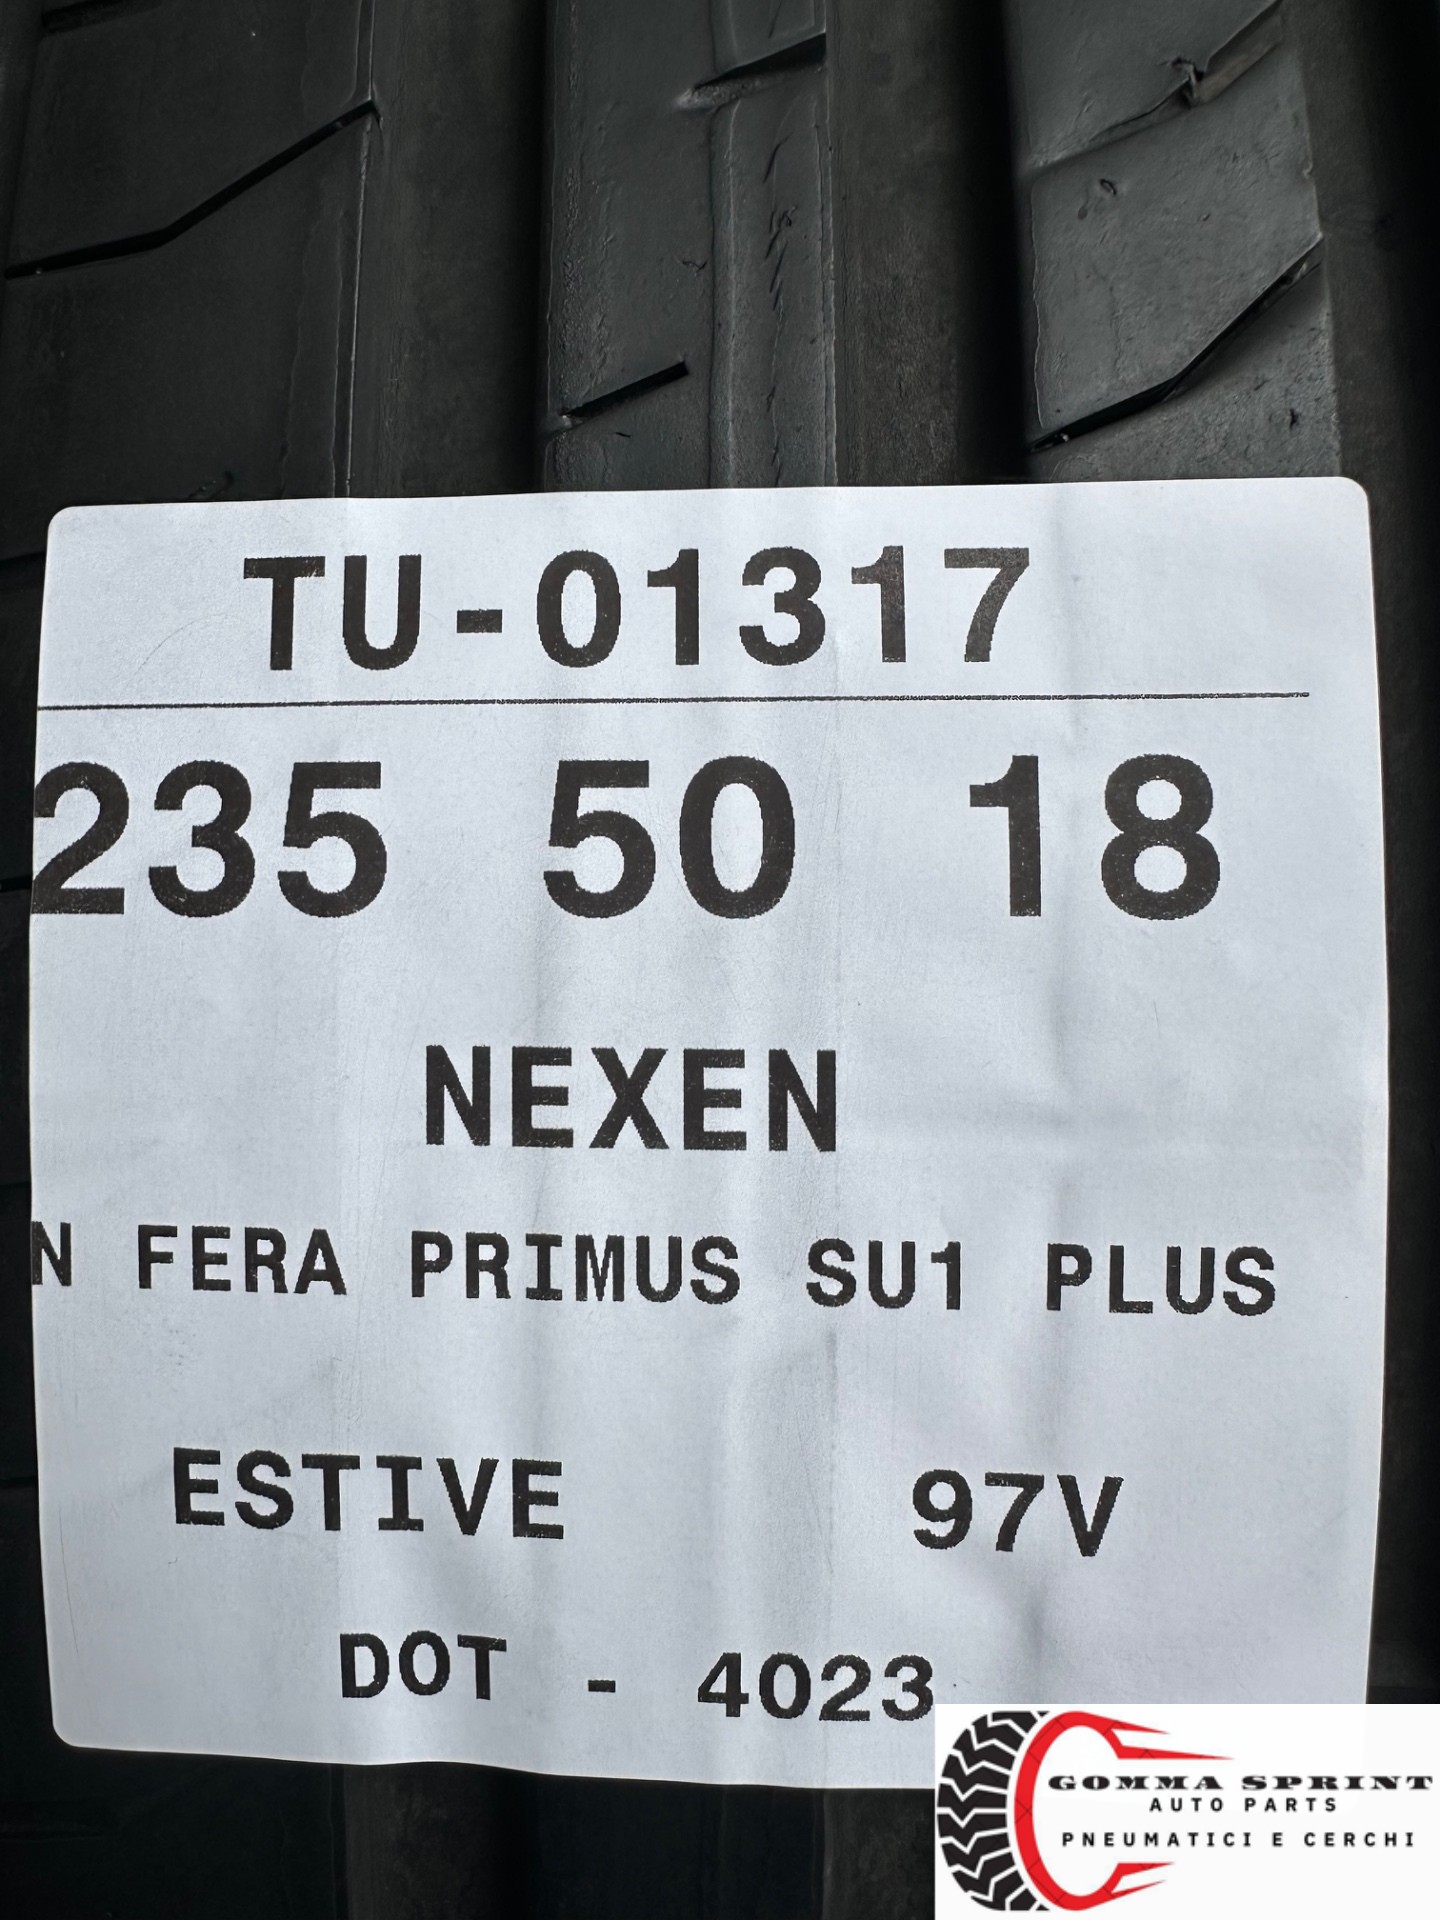 TU-01317
235 50 18
NEXEN
N FERA PRIMUS SU1 PLUS
ESTIVE 97V
DOT - 4023
GOMMA SPRINT
AUTO PARTS
PNEUMATICI E CERCHI